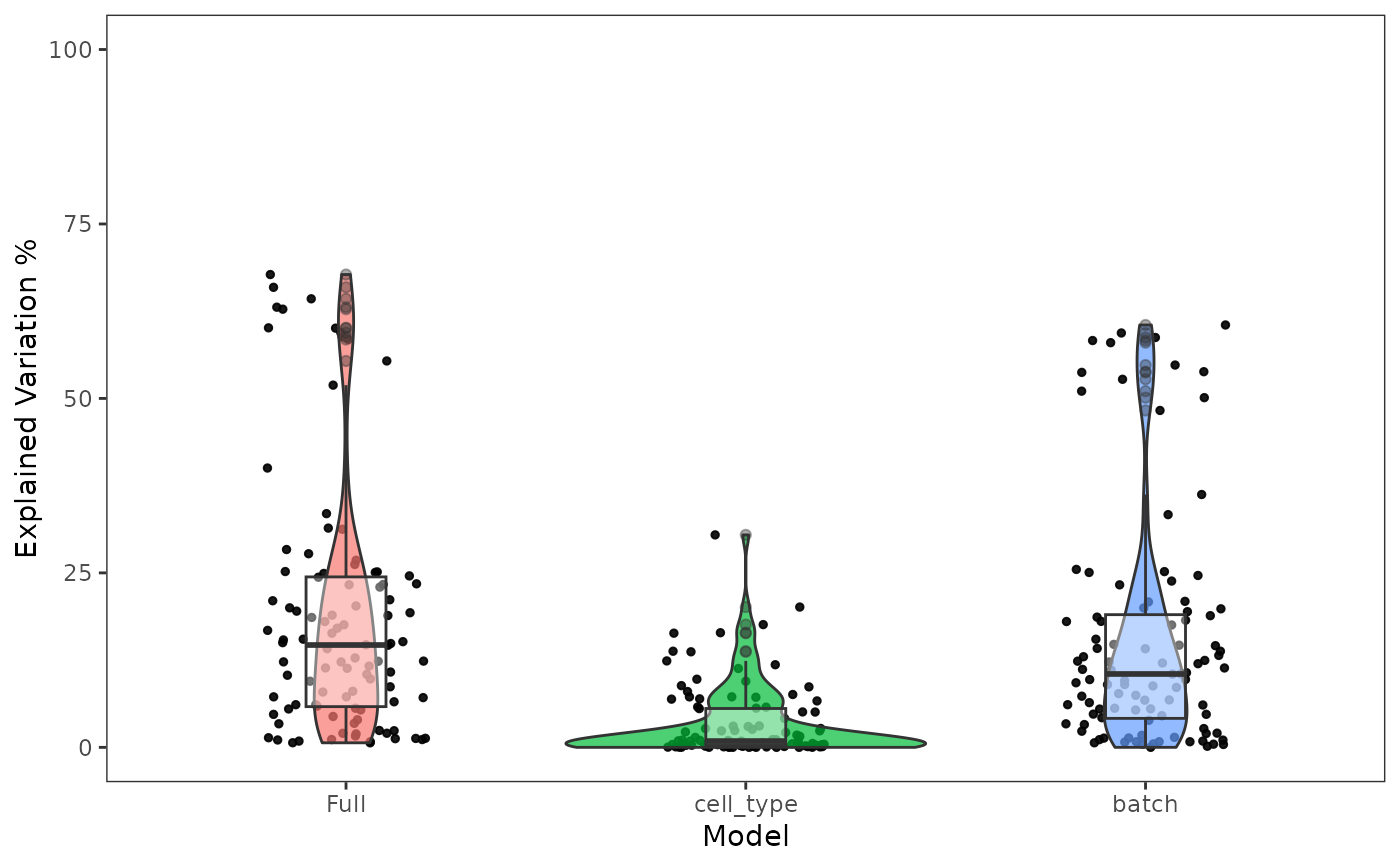 Explained Variation %
100
75
50
25
0
Full
cell_type
batch
Model